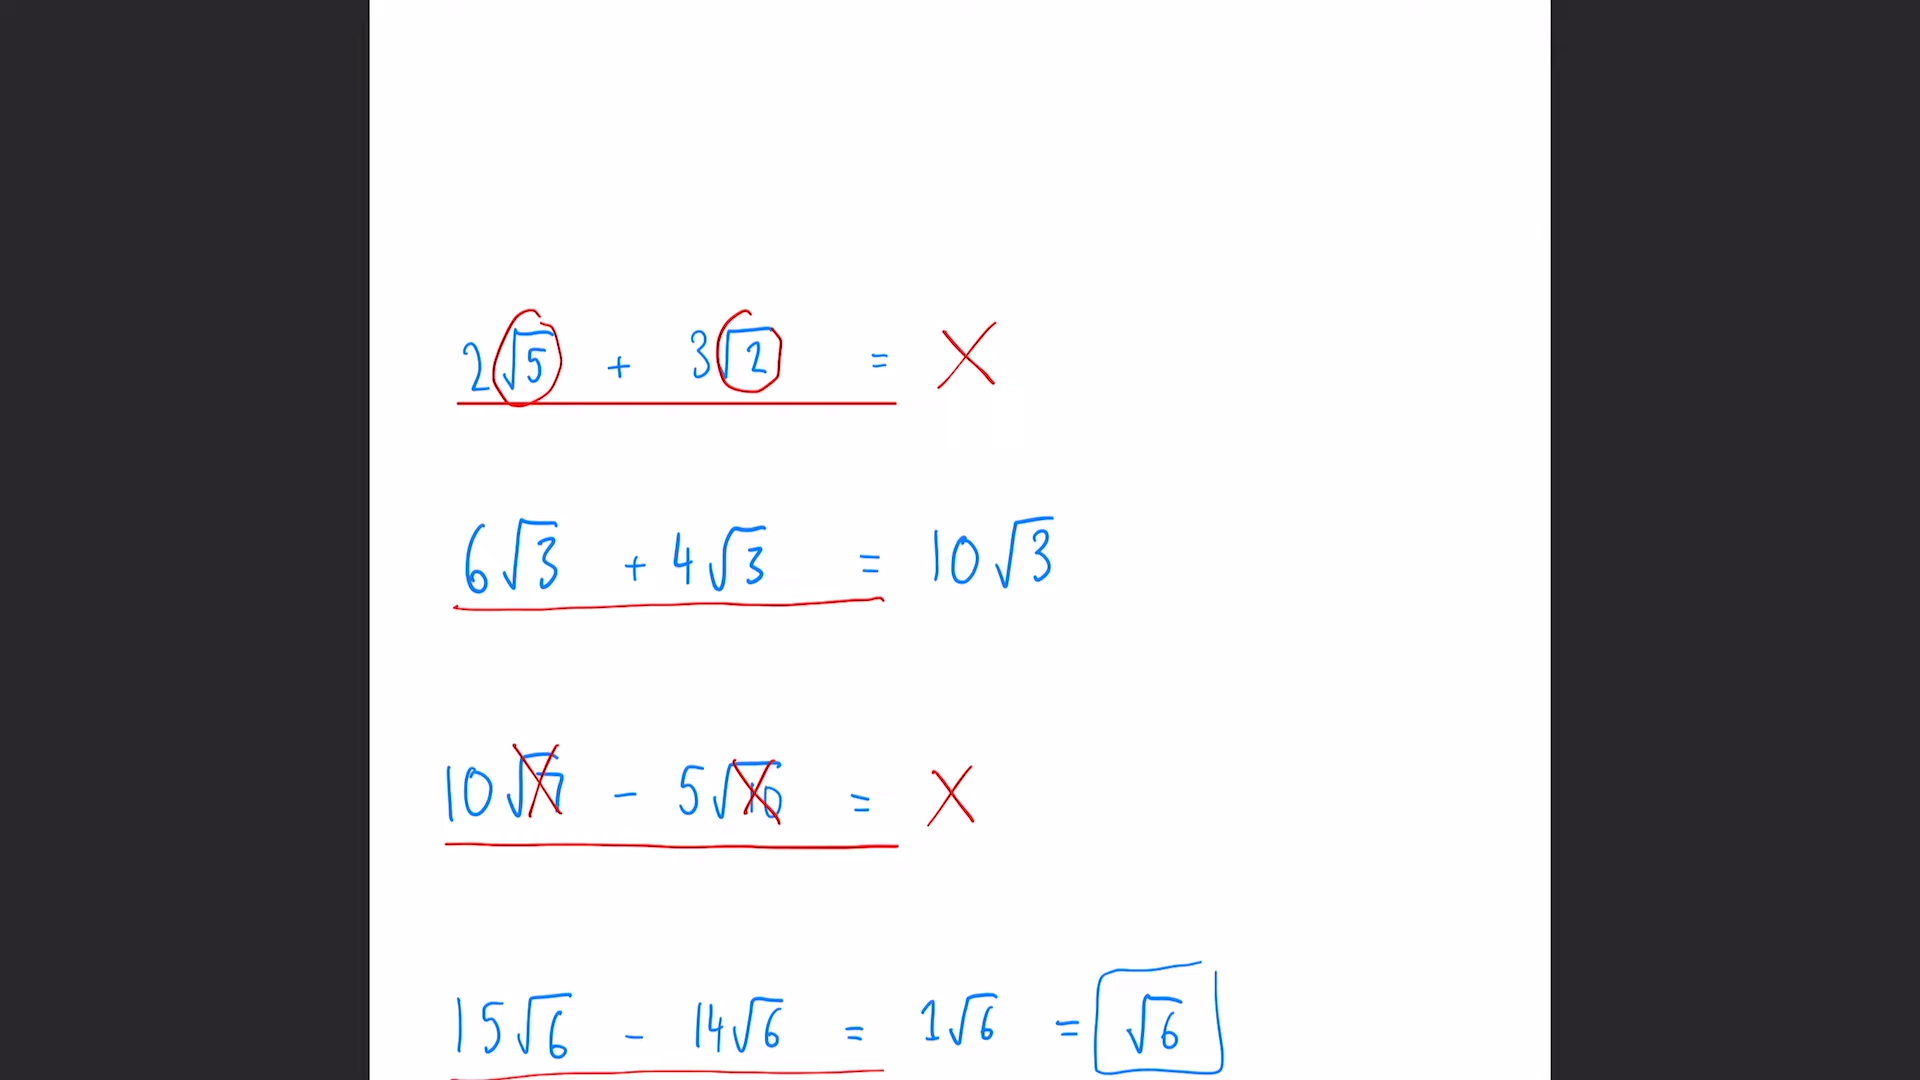 2√5 + 3√2 = X
6√3 + 4√3 = 10√3
10√7 - 5√10 = X
15√6 - 14√6 = 1√6 = √6